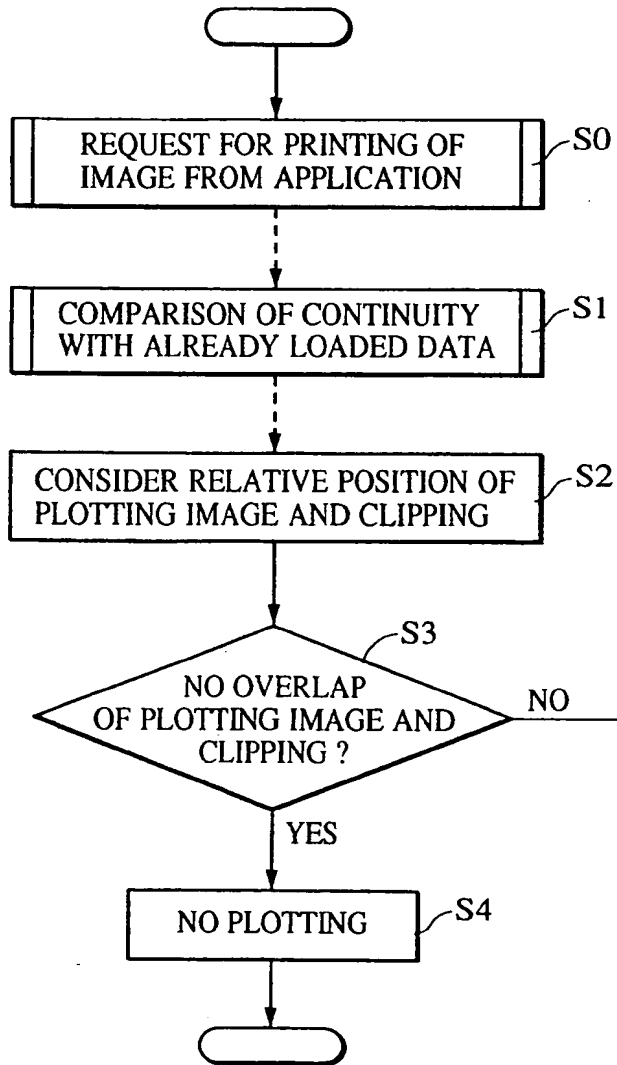 REQUEST FOR PRINTING OF
IMAGE FROM APPLICATION
S0
COMPARISON OF CONTINUITY
WITH ALREADY LOADED DATA
S1
CONSIDER RELATIVE POSITION OF
PLOTTING IMAGE AND CLIPPING
S2
S3
NO OVERLAP
OF PLOTTING IMAGE AND
CLIPPING ?
NO
YES
NO PLOTTING
S4